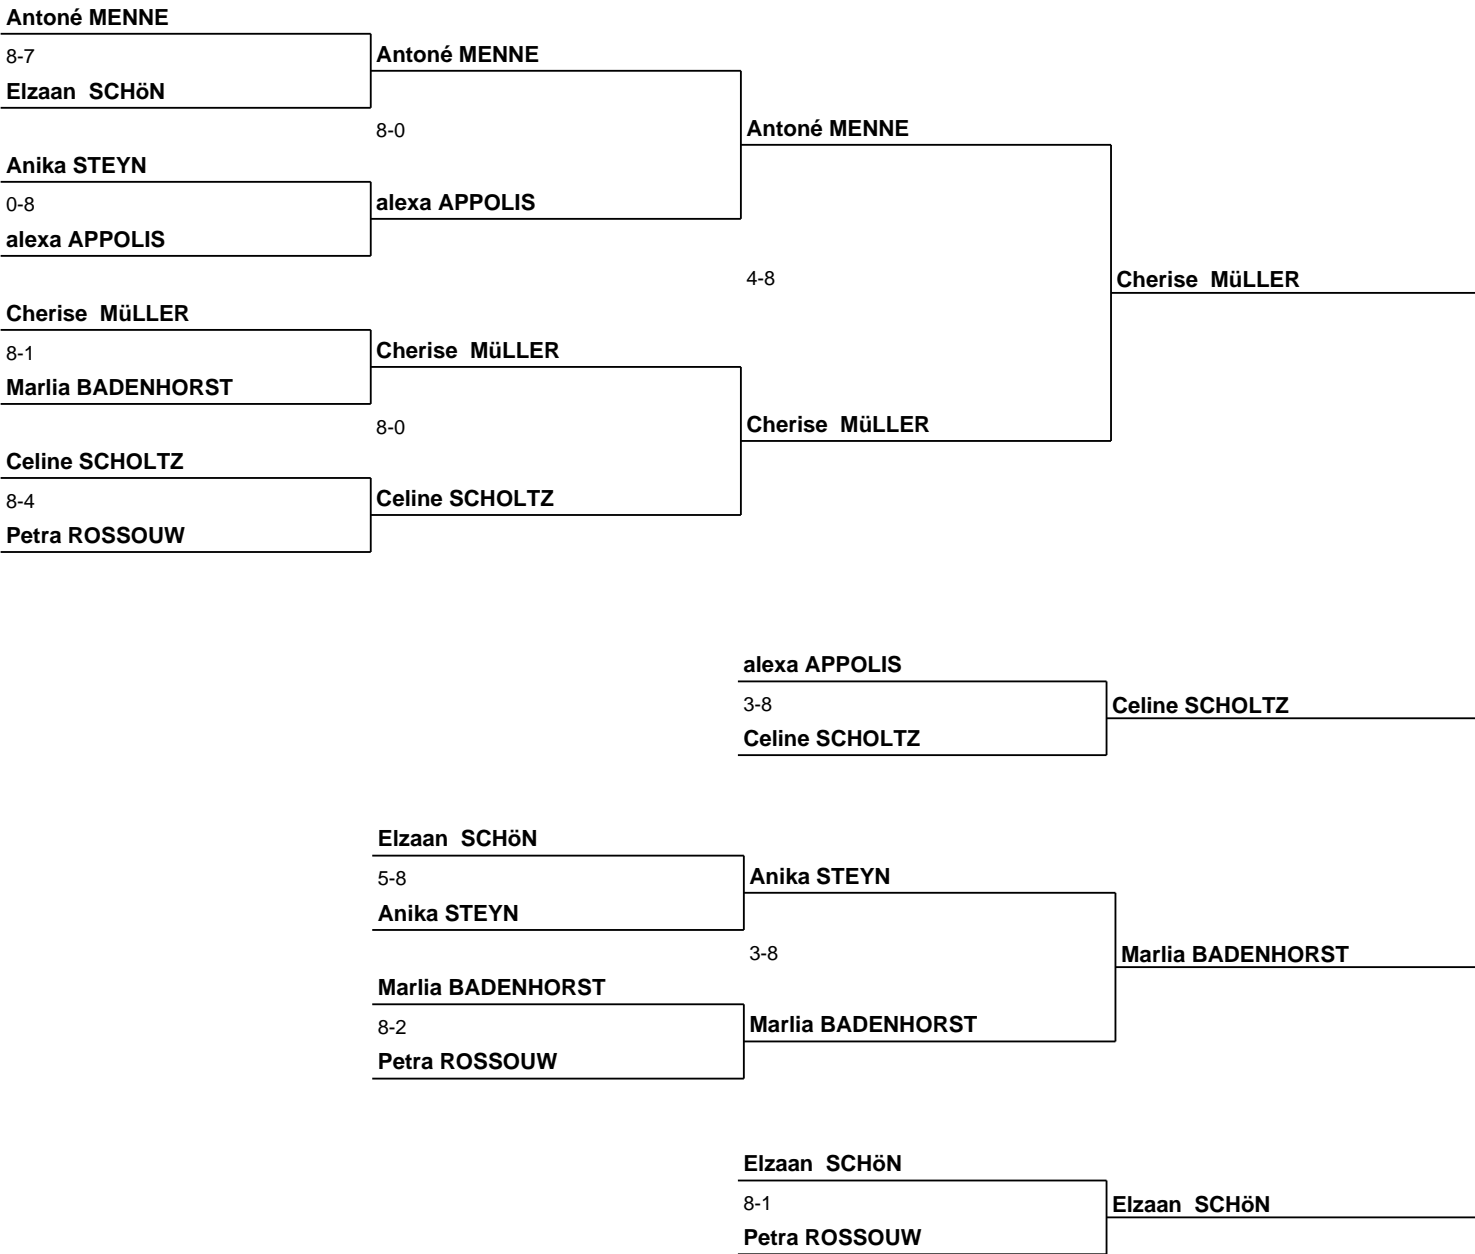 Antoné MENNE
8-7
Antoné MENNE
Elzaan  SCHöN
8-0
Antoné MENNE
Anika STEYN
0-8
alexa APPOLIS
alexa APPOLIS
4-8
Cherise  MüLLER
Cherise  MüLLER
8-1
Cherise  MüLLER
Marlia BADENHORST
8-0
Cherise  MüLLER
Celine SCHOLTZ
8-4
Celine SCHOLTZ
Petra ROSSOUW
alexa APPOLIS
3-8
Celine SCHOLTZ
Celine SCHOLTZ
Elzaan  SCHöN
5-8
Anika STEYN
Anika STEYN
3-8
Marlia BADENHORST
Marlia BADENHORST
8-2
Marlia BADENHORST
Petra ROSSOUW
Elzaan  SCHöN
8-1
Elzaan  SCHöN
Petra ROSSOUW